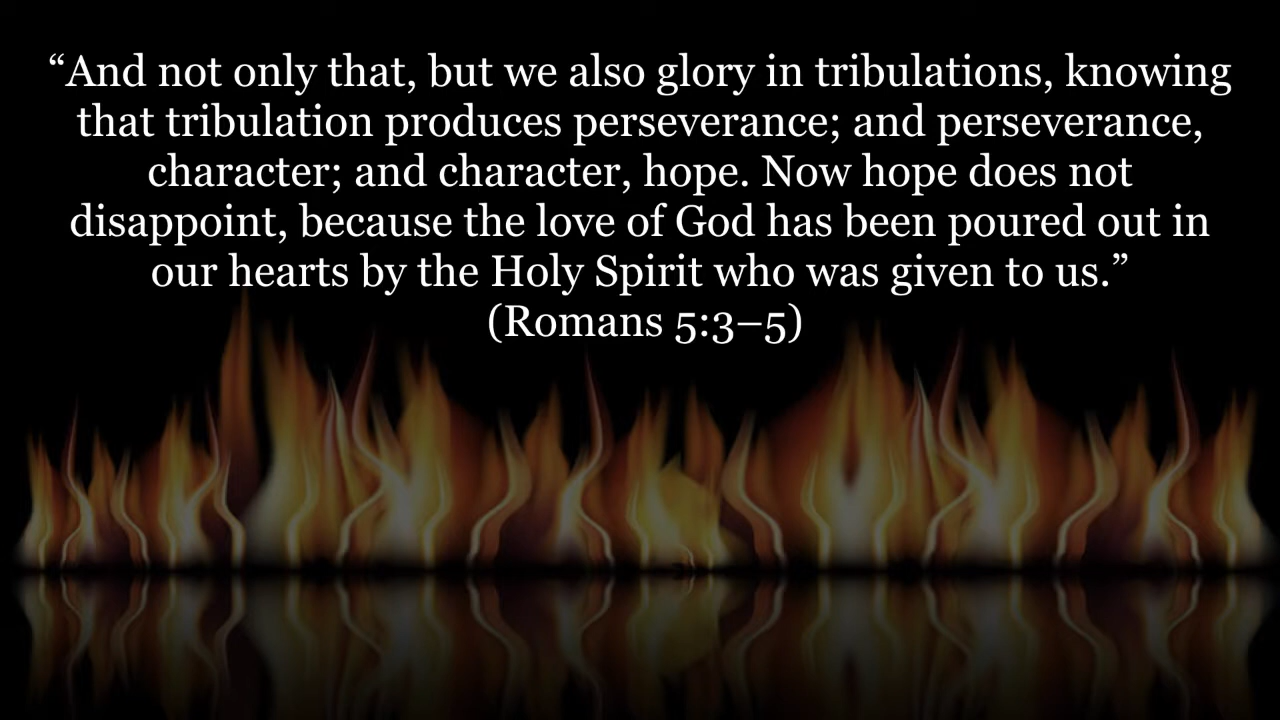 “And not only that, but we also glory in tribulations, knowing
that tribulation produces perseverance; and perseverance,
character; and character, hope. Now hope does not
disappoint, because the love of God has been poured out in
our hearts by the Holy Spirit who was given to us.”
(Romans 5:3–5)